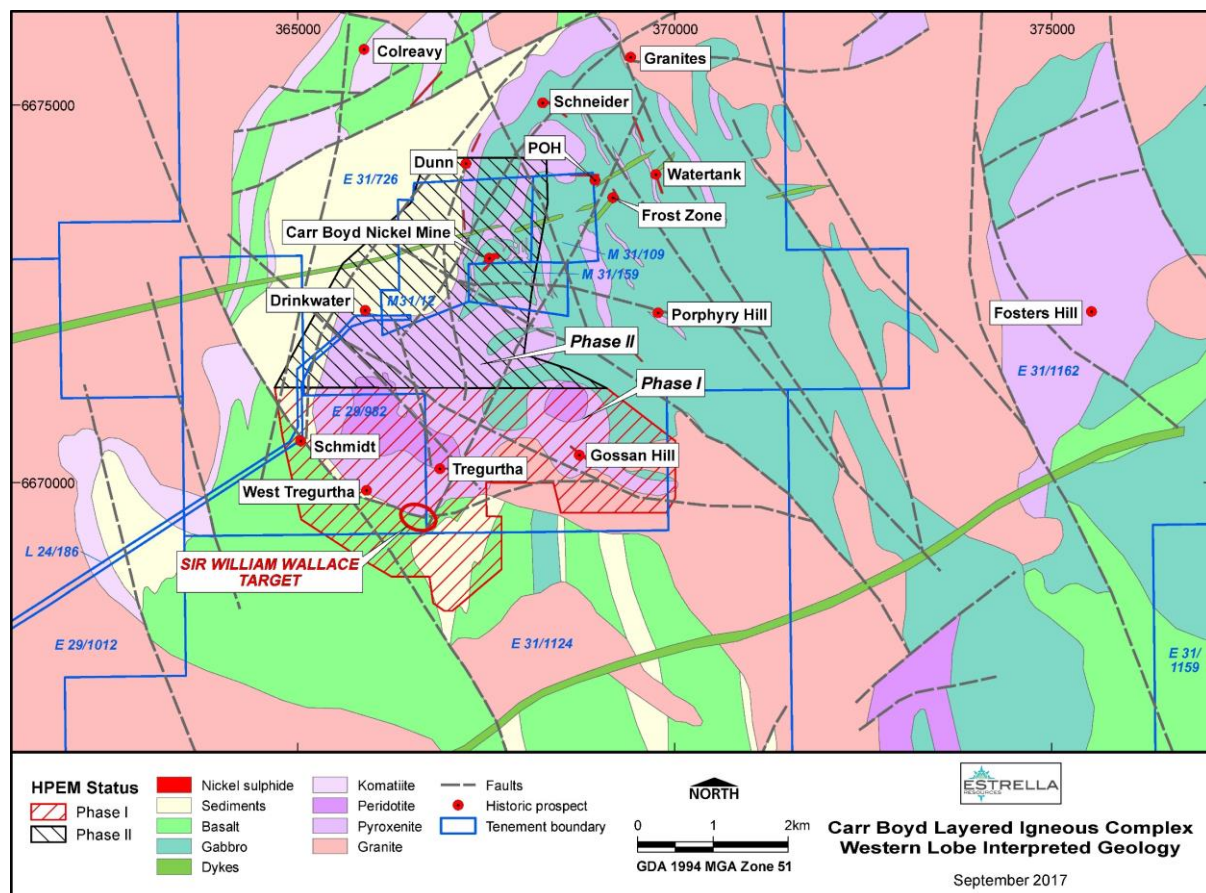 365000
370000
375000
Colreavy
Granites
6675000
Schneider
POH
Dunn
Watertank
E 31/726
Frost Zone
Carr Boyd Nickel Mine
M 31/109
M 31/159
Drinkwater
M31/12
Porphyry Hill
Fosters Hill
Phase II
Phase I
E 31/1162
E 29/982
Schmidt
Gossan Hill
Tregurtha
6670000
West Tregurtha
L 24/186
SIR WILLIAM WALLACE
TARGET
E 29/1012
E 31/1124
E 31/
1159
HPEM Status
Phase I
Phase II
Nickel sulphide
Sediments
Basalt
Gabbro
Dykes
Komatiite
Peridotite
Pyroxenite
Granite
Faults
Historic prospect
Tenement boundary
NORTH
0 1 2km
GDA 1994 MGA Zone 51
ESTRELLA
RESOURCES
Carr Boyd Layered Igneous Complex
Western Lobe Interpreted Geology
September 2017